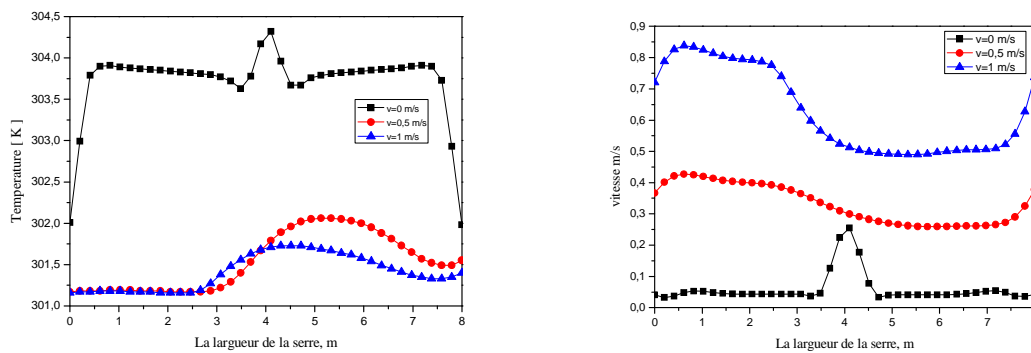 304,5
304,0
303,5
303,0
302,5
302,0
301,5
301,0
Temperature [ K ]
v=0 m/s
v=0,5 m/s
v=1 m/s
0 1 2 3 4 5 6 7 8
La largueur de la serre, m
0,9
0,8
0,7
0,6
0,5
0,4
0,3
0,2
0,1
0,0
vitesse m/s
v=0 m/s
v=0,5 m/s
v=1 m/s
0 1 2 3 4 5 6 7
La largueur de la serre, m